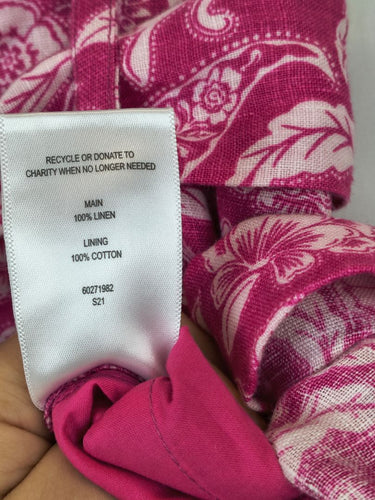 RECYCLE OR DONATE TO
CHARITY WHEN NO LONGER NEEDED
MAIN
100% LINEN
LINING
100% COTTON
60271982
S21